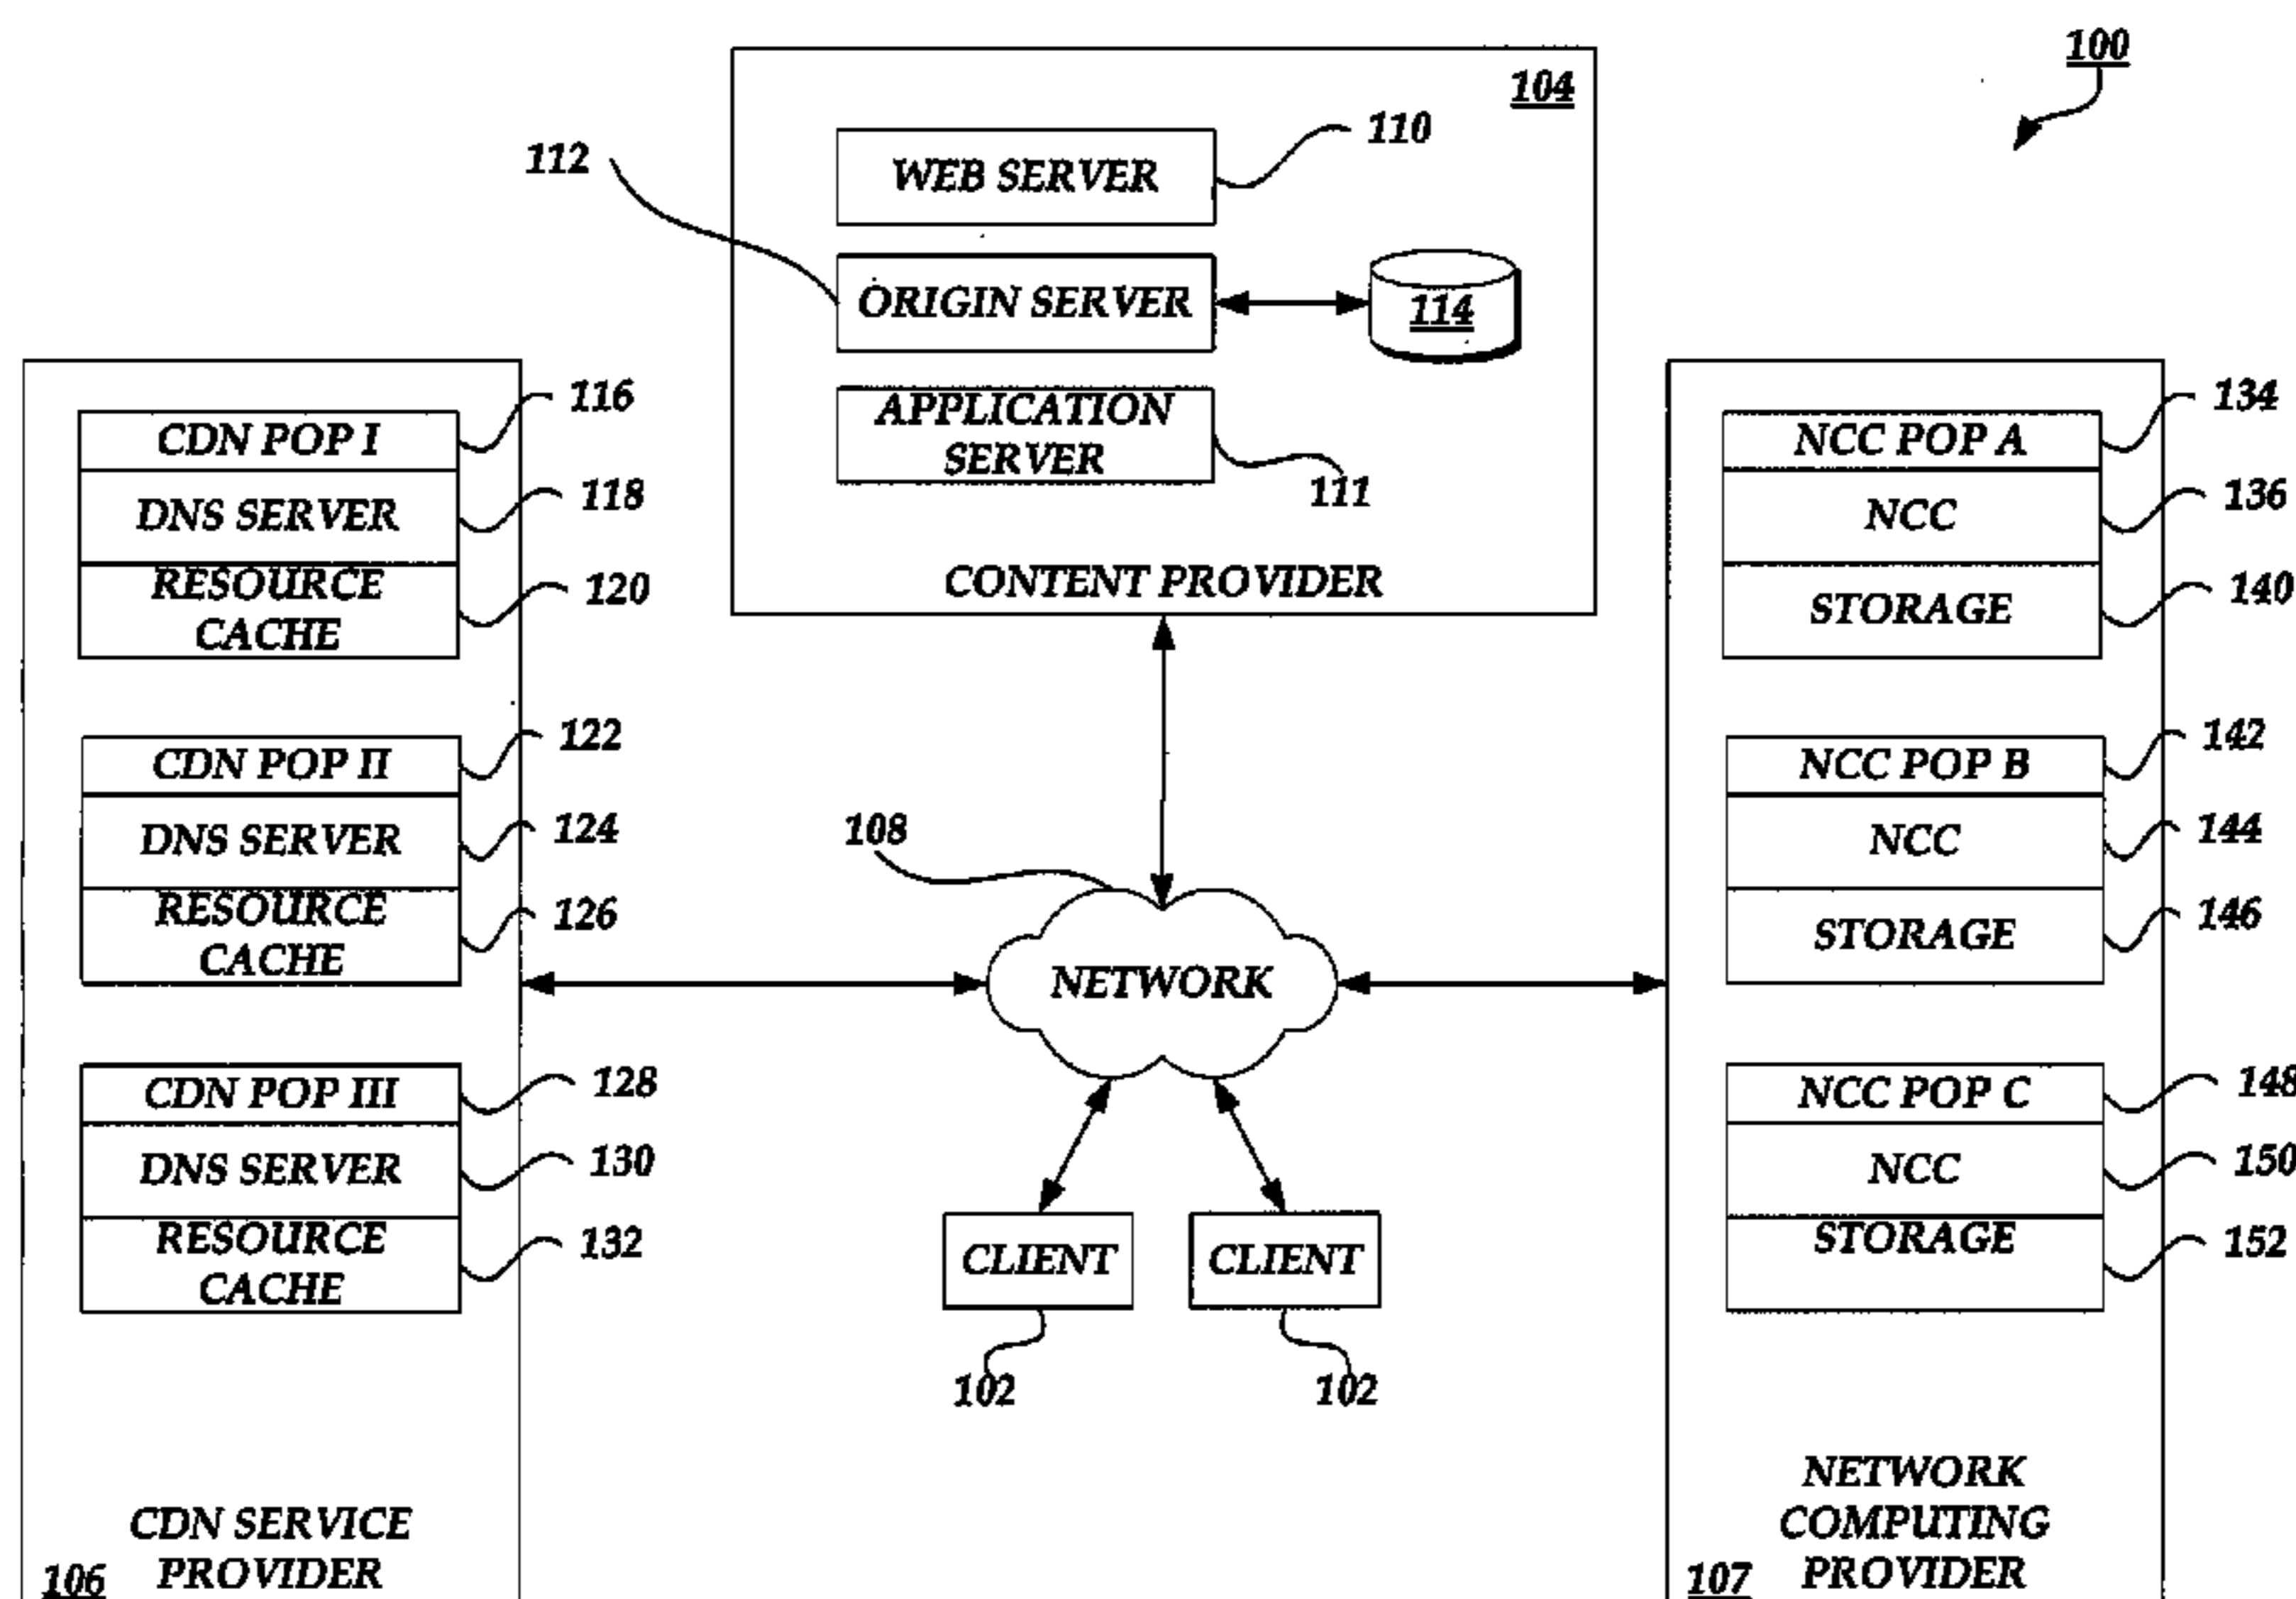 100
104
110
112
WEB SERVER
ORIGIN SERVER
114
APPLICATION
SERVER
111
CONTENT PROVIDER
CDN POP I
116
DNS SERVER
118
RESOURCE
CACHE
120
CDN POP II
122
DNS SERVER
124
RESOURCE
CACHE
126
CDN POP III
128
DNS SERVER
130
RESOURCE
CACHE
132
CDN SERVICE
PROVIDER
106
108
NETWORK
CLIENT
CLIENT
102
102
NCC POP A
134
NCC
136
STORAGE
140
NCC POP B
142
NCC
144
STORAGE
146
NCC POP C
148
NCC
150
STORAGE
152
NETWORK
COMPUTING
PROVIDER
107